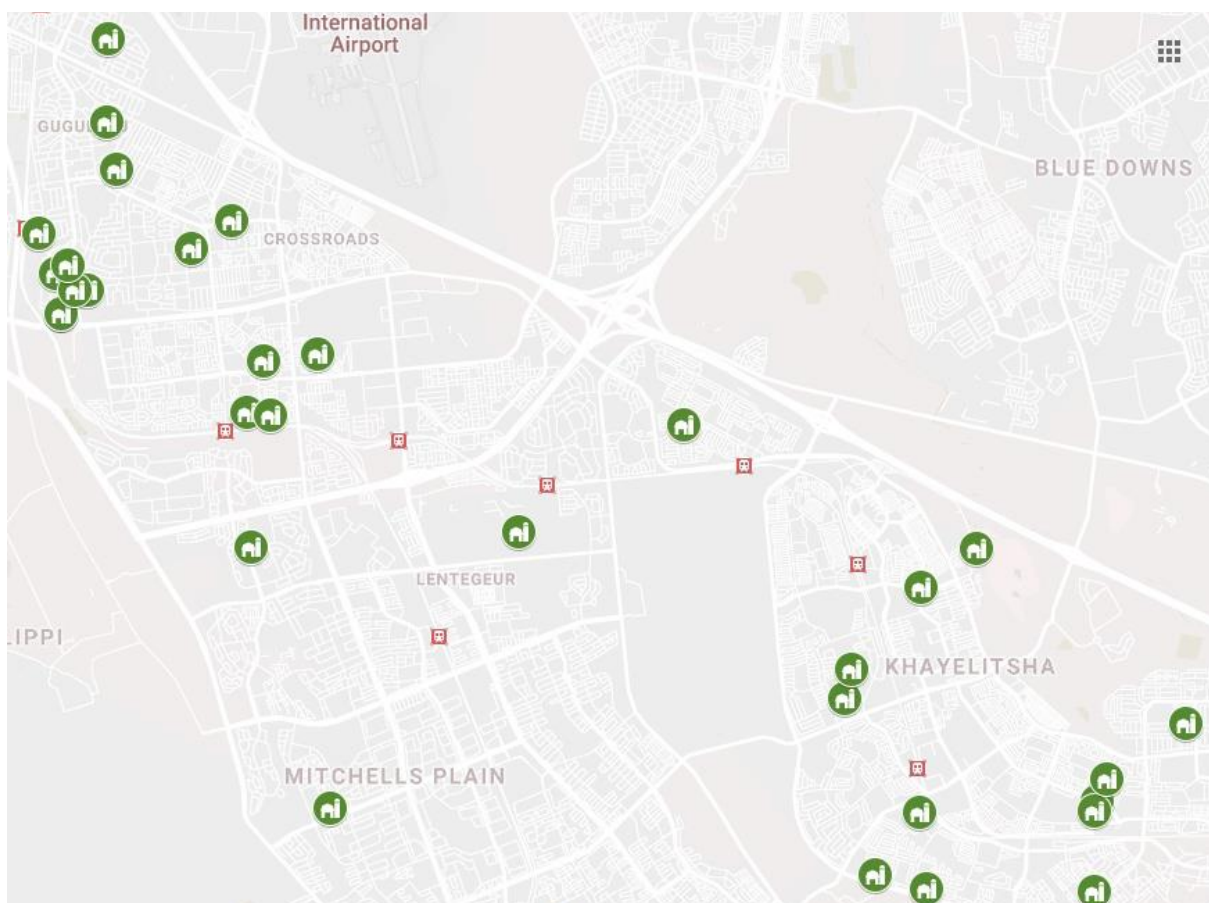 International
Airport
BLUE DOWNS
CROSSROADS
LENTEGEUR
KHAYELITSHA
MITCHELLS PLAIN